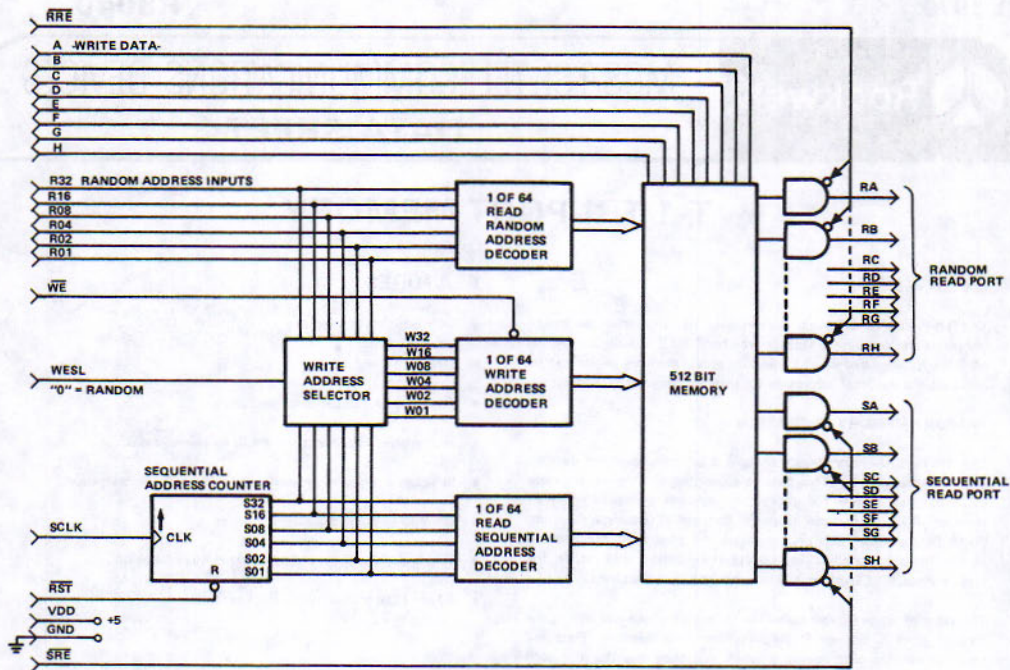 RRE
A -WRITE DATA-
B
C
D
E
F
G
H
R32 RANDOM ADDRESS INPUTS
R16
R08
R04
R02
R01
WE
WESL
"0" = RANDOM
1 OF 64
READ
RANDOM
ADDRESS
DECODER
WRITE
ADDRESS
SELECTOR
W32
W16
W08
W04
W02
W01
1 OF 64
WRITE
ADDRESS
DECODER
512 BIT
MEMORY
RA
RB
RC
RD
RE
RF
RG
RH
RANDOM
READ PORT
SA
SB
SC
SD
SE
SF
SG
SH
SEQUENTIAL
READ PORT
SEQUENTIAL
ADDRESS COUNTER
SCLK
CLK
R
S32
S16
S08
S04
S02
S01
1 OF 64
READ
SEQUENTIAL
ADDRESS
DECODER
RST
VDD +5
GND
SRE